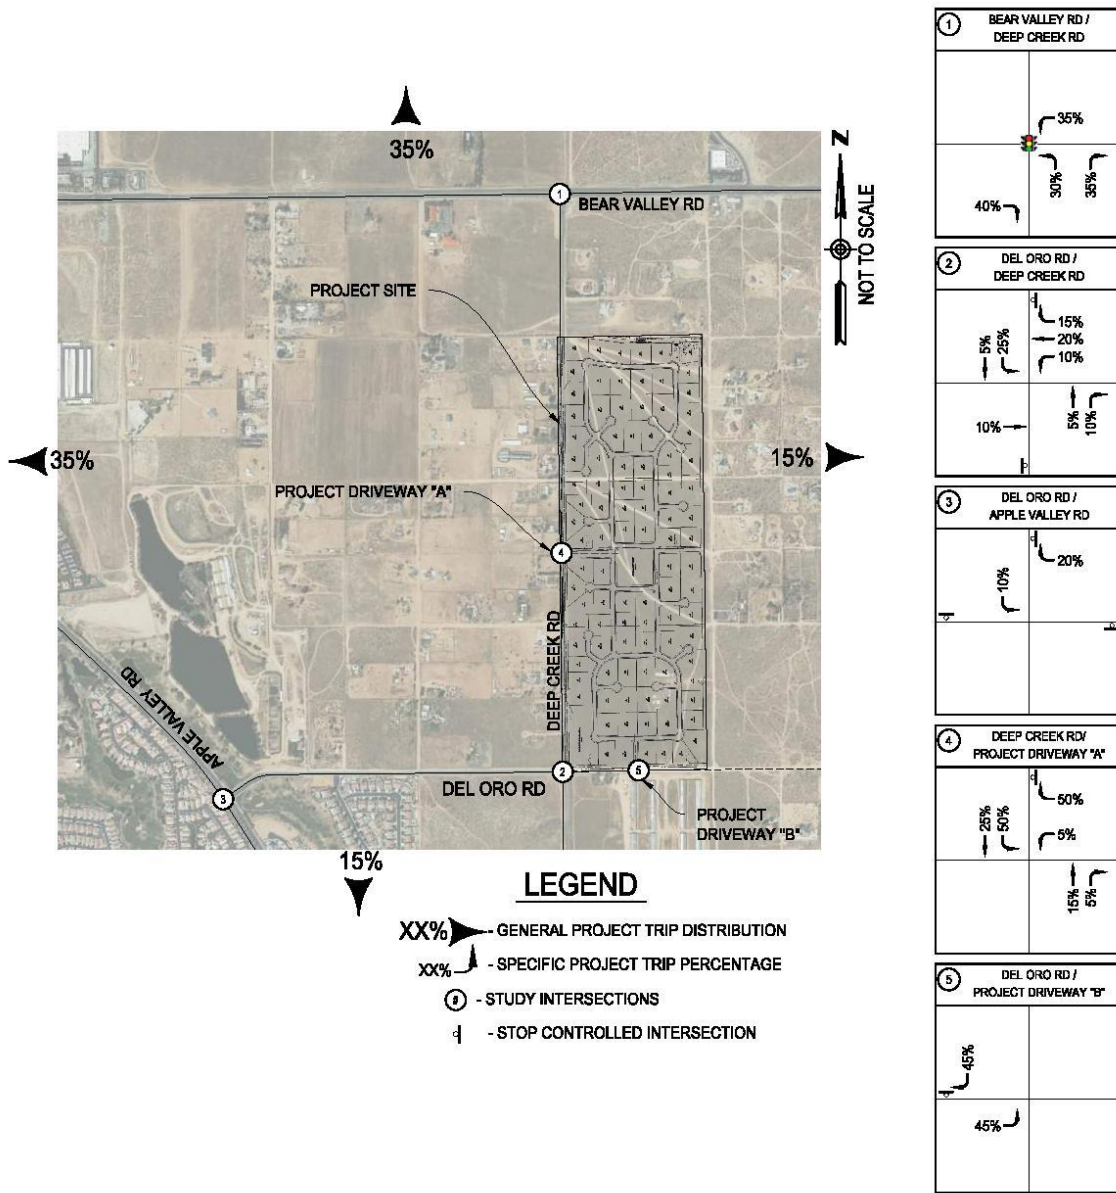 35%
N
NOT TO SCALE
BEAR VALLEY RD
PROJECT SITE
35%
15%
PROJECT DRIVEWAY "A"
DEEP CREEK RD
APPLE VALLEY RD
DEL ORO RD
PROJECT
DRIVEWAY "B"
15%
1
2
3
4
5
LEGEND
XX% - GENERAL PROJECT TRIP DISTRIBUTION
XX% - SPECIFIC PROJECT TRIP PERCENTAGE
# - STUDY INTERSECTIONS
- STOP CONTROLLED INTERSECTION
1 BEAR VALLEY RD /
DEEP CREEK RD
35%
30%
35%
40%
2 DEL ORO RD /
DEEP CREEK RD
5%
25%
15%
20%
10%
10%
5%
10%
3 DEL ORO RD /
APPLE VALLEY RD
10%
20%
4 DEEP CREEK RD/
PROJECT DRIVEWAY "A"
25%
50%
50%
5%
15%
5%
5 DEL ORO RD /
PROJECT DRIVEWAY "B"
45%
45%